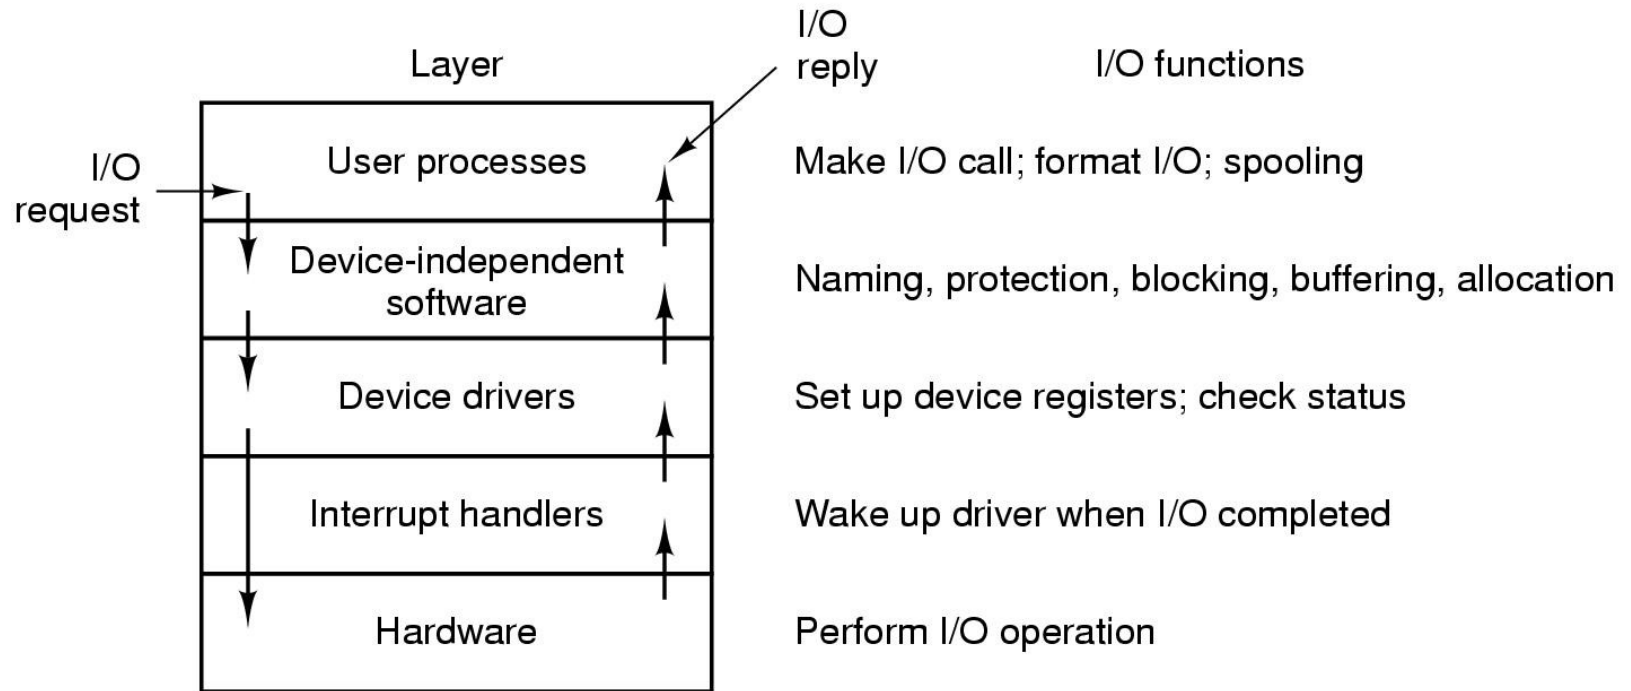 I/O
reply
Layer
I/O functions
I/O
request
User processes
Make I/O call; format I/O; spooling
Device-independent
software
Naming, protection, blocking, buffering, allocation
Device drivers
Set up device registers; check status
Interrupt handlers
Wake up driver when I/O completed
Hardware
Perform I/O operation